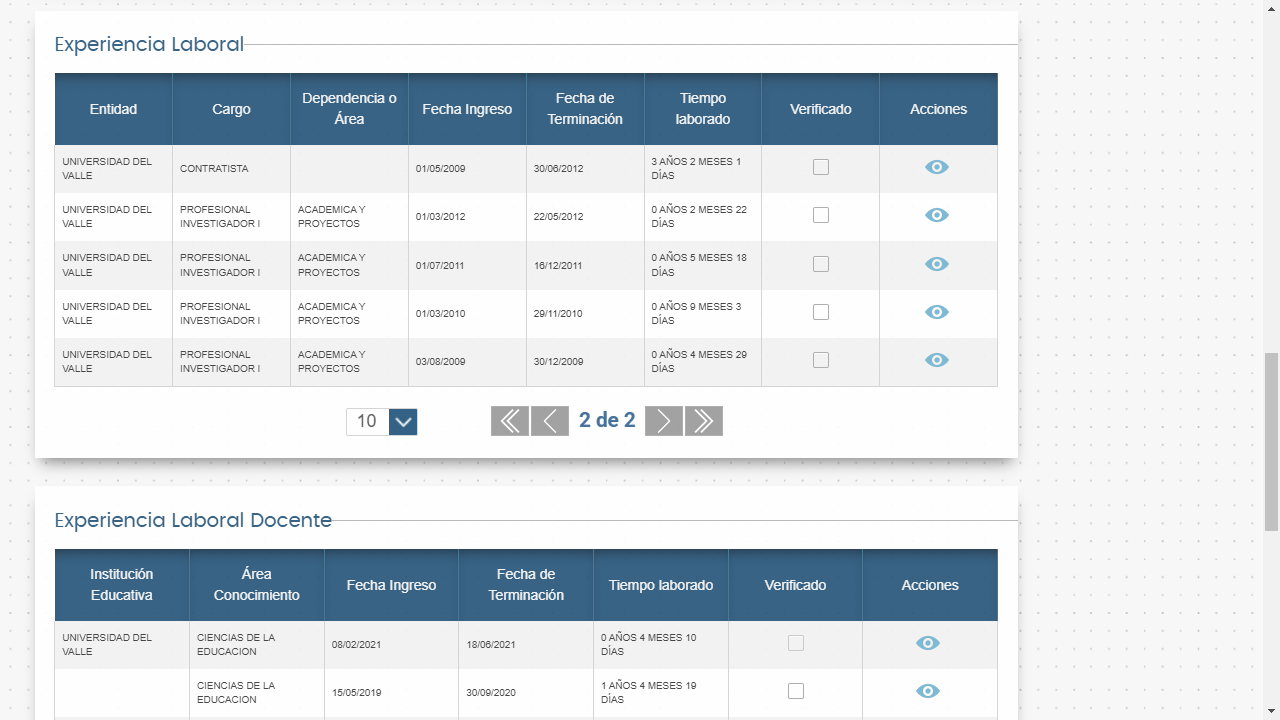 Experiencia Laboral
Entidad
Cargo
Dependencia o
Área
Fecha Ingreso
Fecha de
Terminación
Tiempo
laborado
Verificado
Acciones
UNIVERSIDAD DEL
VALLE
CONTRATISTA
01/05/2009
30/06/2012
3 AÑOS 2 MESES 1
DÍAS
UNIVERSIDAD DEL
VALLE
PROFESIONAL
INVESTIGADOR I
ACADEMICA Y
PROYECTOS
01/03/2012
22/05/2012
0 AÑOS 2 MESES 22
DÍAS
UNIVERSIDAD DEL
VALLE
PROFESIONAL
INVESTIGADOR I
ACADEMICA Y
PROYECTOS
01/07/2011
16/12/2011
0 AÑOS 5 MESES 18
DÍAS
UNIVERSIDAD DEL
VALLE
PROFESIONAL
INVESTIGADOR I
ACADEMICA Y
PROYECTOS
01/03/2010
29/11/2010
0 AÑOS 9 MESES 3
DÍAS
UNIVERSIDAD DEL
VALLE
PROFESIONAL
INVESTIGADOR I
ACADEMICA Y
PROYECTOS
03/08/2009
30/12/2009
0 AÑOS 4 MESES 29
DÍAS
10
2 de 2
Experiencia Laboral Docente
Institución
Educativa
Área
Conocimiento
Fecha Ingreso
Fecha de
Terminación
Tiempo laborado
Verificado
Acciones
UNIVERSIDAD DEL
VALLE
CIENCIAS DE LA
EDUCACION
08/02/2021
18/06/2021
0 AÑOS 4 MESES 10
DÍAS
CIENCIAS DE LA
EDUCACION
15/05/2019
30/09/2020
1 AÑOS 4 MESES 19
DÍAS